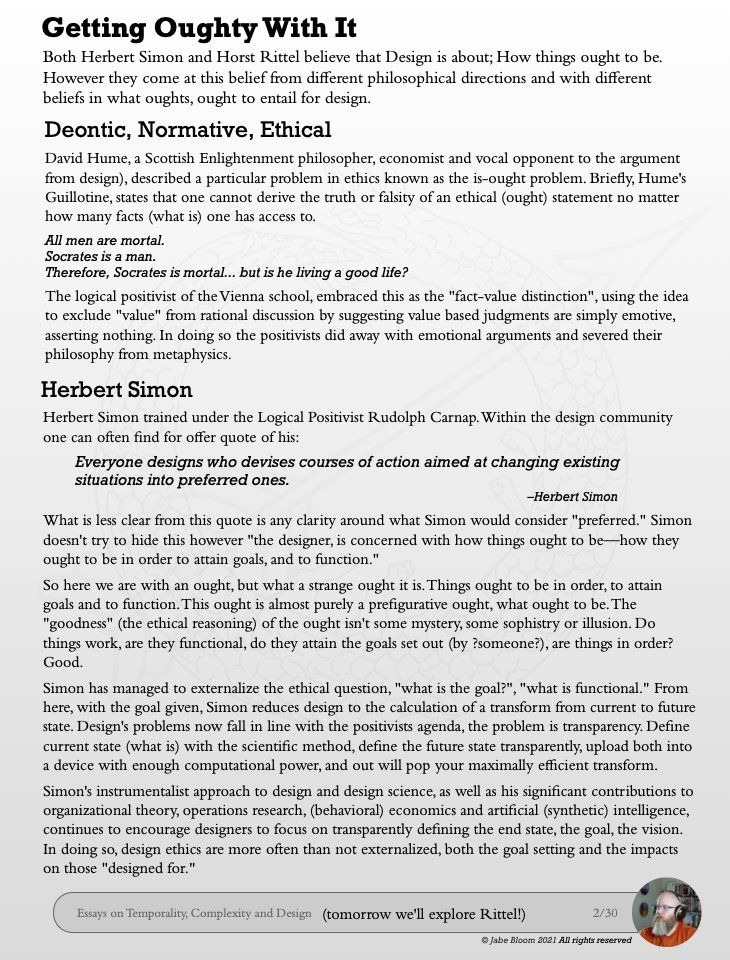 Getting Oughty With It
Both Herbert Simon and Horst Rittel believe that Design is about; How things ought to be.
However they come at this belief from different philosophical directions and with different
beliefs in what oughts, ought to entail for design.
Deontic, Normative, Ethical
David Hume, a Scottish Enlightenment philosopher, economist and vocal opponent to the argument
from design), described a particular problem in ethics known as the is-ought problem. Briefly, Hume's
Guillotine, states that one cannot derive the truth or falsity of an ethical (ought) statement no matter
how many facts (what is) one has access to.
All men are mortal.
Socrates is a man.
Therefore, Socrates is mortal... but is he living a good life?
The logical positivist of the Vienna school, embraced this as the "fact-value distinction", using the idea
to exclude "value" from rational discussion by suggesting value based judgments are simply emotive,
asserting nothing. In doing so the positivists did away with emotional arguments and severed their
philosophy from metaphysics.
Herbert Simon
Herbert Simon trained under the Logical Positivist Rudolph Carnap. Within the design community
one can often find for offer quote of his:
Everyone designs who devises courses of action aimed at changing existing
situations into preferred ones.
–Herbert Simon
What is less clear from this quote is any clarity around what Simon would consider "preferred." Simon
doesn't try to hide this however "the designer, is concerned with how things ought to be—how they
ought to be in order to attain goals, and to function."
So here we are with an ought, but what a strange ought it is. Things ought to be in order, to attain
goals and to function. This ought is almost purely a prefigurative ought, what ought to be. The
"goodness" (the ethical reasoning) of the ought isn't some mystery, some sophistry or illusion. Do
things work, are they functional, do they attain the goals set out (by ?someone?), are things in order?
Good.
Simon has managed to externalize the ethical question, "what is the goal?", "what is functional." From
here, with the goal given, Simon reduces design to the calculation of a transform from current to future
state. Design's problems now fall in line with the positivists agenda, the problem is transparency. Define
current state (what is) with the scientific method, define the future state transparently, upload both into
a device with enough computational power, and out will pop your maximally efficient transform.
Simon's instrumentalist approach to design and design science, as well as his significant contributions to
organizational theory, operations research, (behavioral) economics and artificial (synthetic) intelligence,
continues to encourage designers to focus on transparently defining the end state, the goal, the vision.
In doing so, design ethics are more often than not externalized, both the goal setting and the impacts
on those "designed for."
Essays on Temporality, Complexity and Design (tomorrow we'll explore Rittel!) 2/30
© Jabe Bloom 2021 All rights reserved